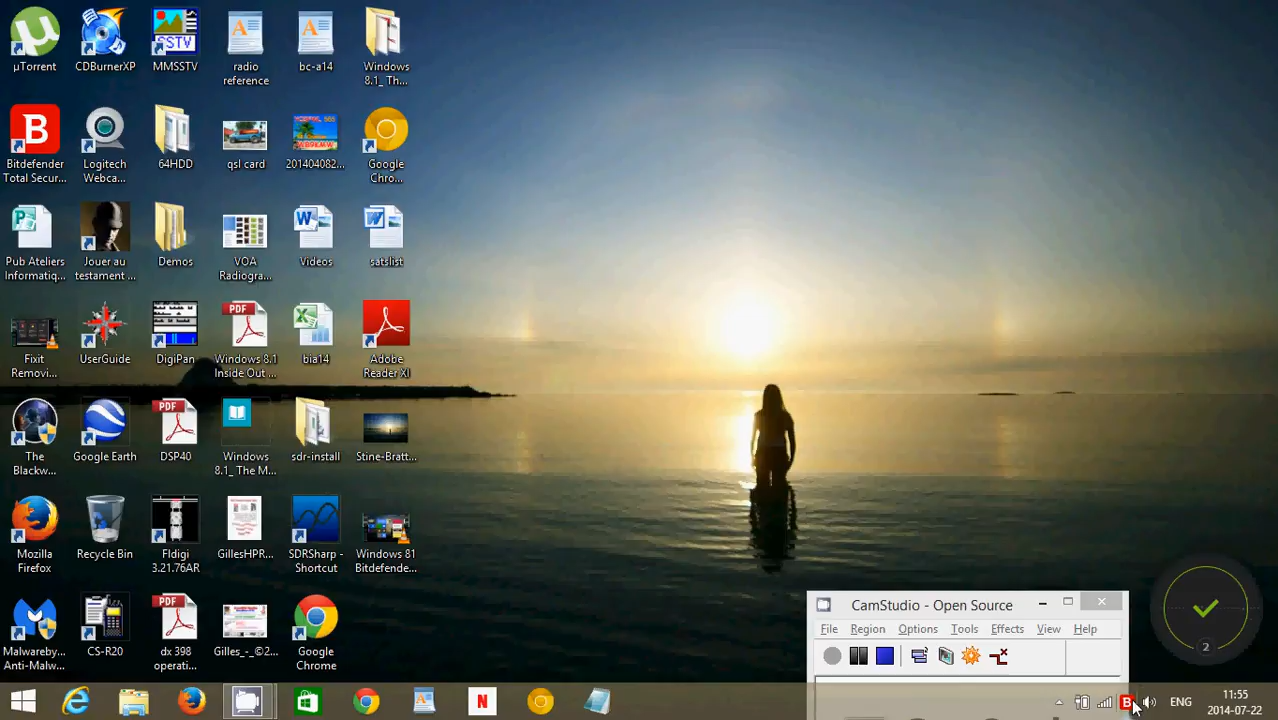 µTorrent
CDBurnerXP
SSTV
MMSSTV
radio
reference
bc-a14
Windows
8.1_ Th...
Bitdefender
Total Secur...
Logitech
Webca...
64HDD
qsl card
201404082...
Google
Chro...
Pub Ateliers
Informatiq...
Jouer au
testament ...
Demos
VOA
Radiogra...
Videos
satslist
Fixit
Removi...
UserGuide
DigiPan
PDF
Windows 8.1
Inside Out ...
bia14
Adobe
Reader XI
The
Blackw...
Google Earth
PDF
DSP40
Windows
8.1_ The M...
sdr-install
Stine-Bratt...
Mozilla
Firefox
Recycle Bin
Fldigi
3.21.76AR
GillesHPR...
SDRSharp -
Shortcut
Windows 81
Bitdefende...
Malwareby...
Anti-Malw...
CS-R20
PDF
dx 398
operati...
Gilles_-_©2...
Google
Chrome
CamStudio - Open Source
File Region Options Tools Effects View Help
2
N
B
ENG
11:55
2014-07-22